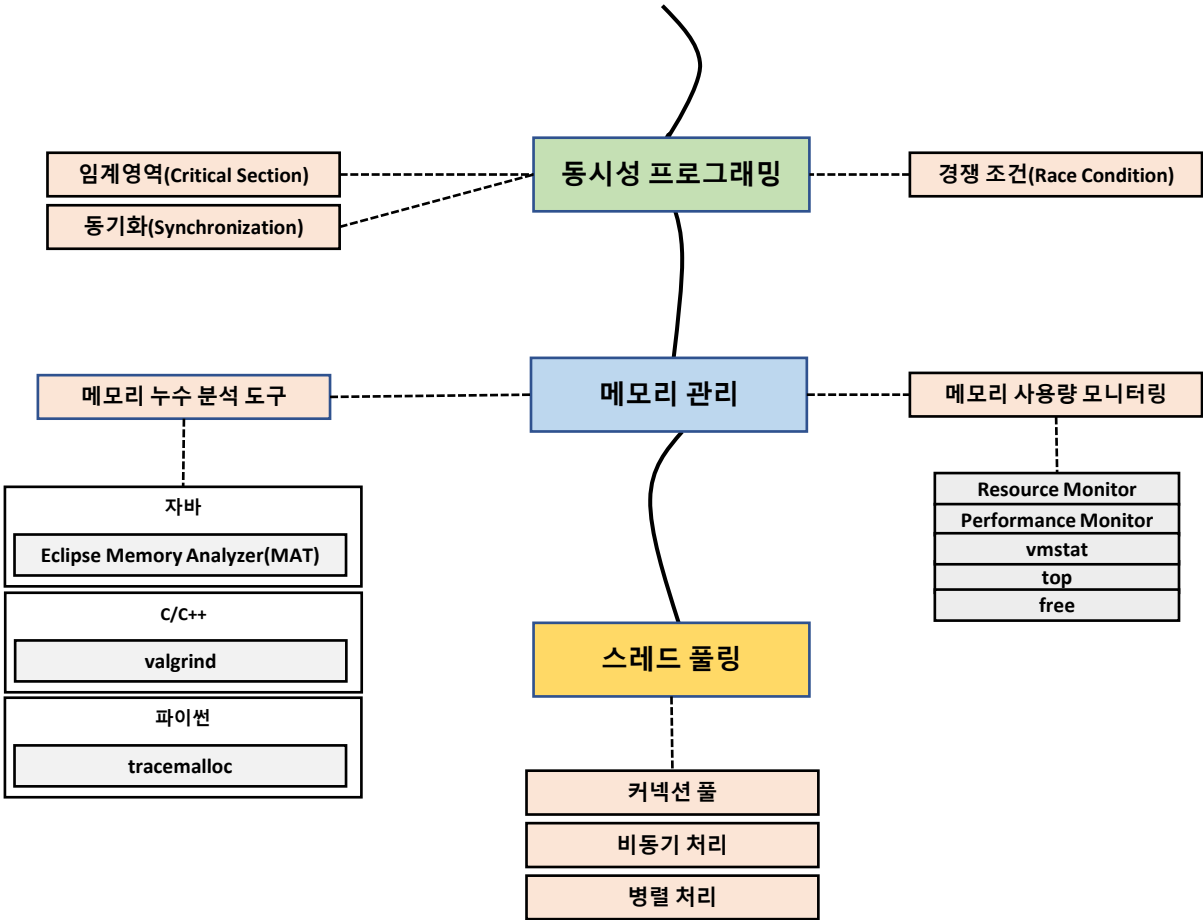 동시성 프로그래밍
임계영역(Critical Section)
동기화(Synchronization)
경쟁 조건(Race Condition)
메모리 관리
메모리 누수 분석 도구
자바
Eclipse Memory Analyzer(MAT)
C/C++
valgrind
파이썬
tracemalloc
메모리 사용량 모니터링
Resource Monitor
Performance Monitor
vmstat
top
free
스레드 풀링
커넥션 풀
비동기 처리
병렬 처리